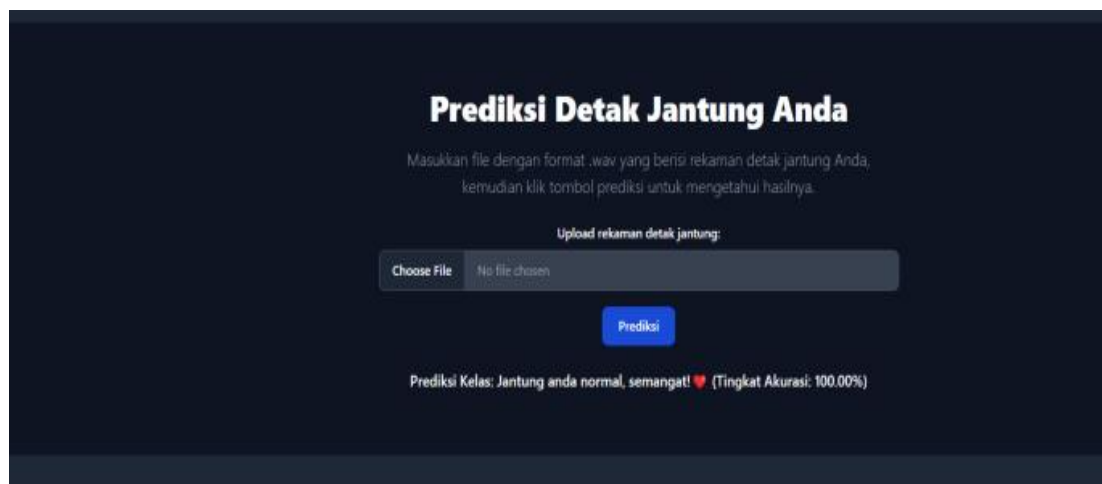 Prediksi Detak Jantung Anda
Masukkan file dengan format .wav yang berisi rekaman detak jantung Anda,
kemudian klik tombol prediksi untuk mengetahui hasilnya.
Upload rekaman detak jantung:
Choose File No file chosen
Prediksi
Prediksi Kelas: Jantung anda normal, semangat!❤️ (Tingkat Akurasi: 100.00%)